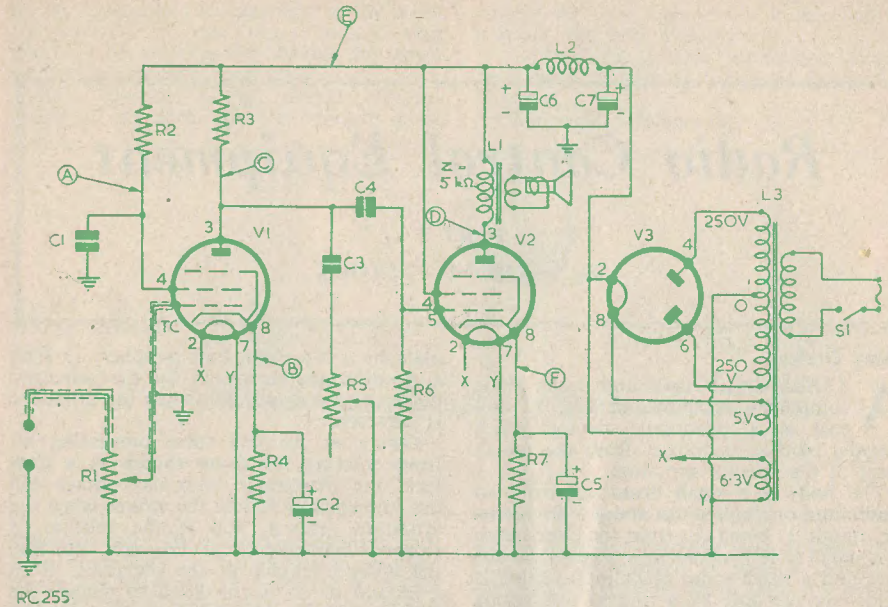 E
L2
C6
C7
R2
R3
A
C
C1
C4
L1
Z =
5 kΩ
D
3
V1
3
V2
C3
4
TC
2
7
8
X
Y
B
4
5
2
7
8
X
Y
F
V3
2
8
4
6
L3
250V
O
250
V
5V
X
6·3V
Y
S1
R5
R6
R1
R4
C2
R7
C5
+
-
+
-
+
-
+
-
RC255